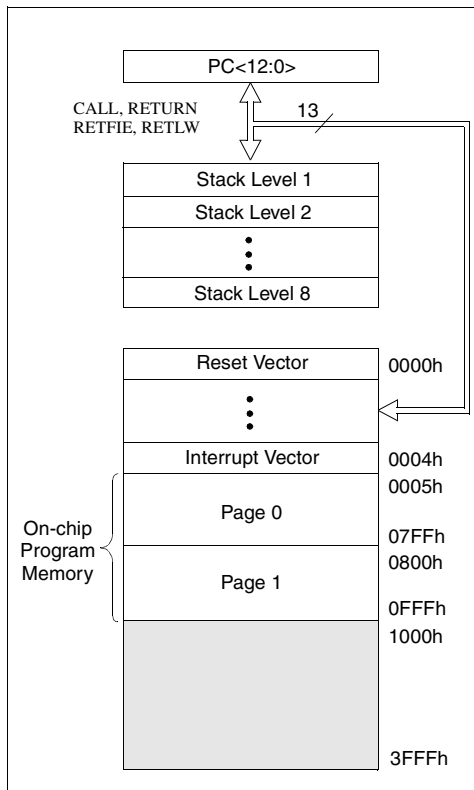 PC<12:0>
CALL, RETURN
RETFIE, RETLW
13
Stack Level 1
Stack Level 2
Stack Level 8
Reset Vector
0000h
Interrupt Vector
0004h
0005h
Page 0
07FFh
On-chip
Program
Memory
0800h
Page 1
0FFFh
1000h
3FFFh